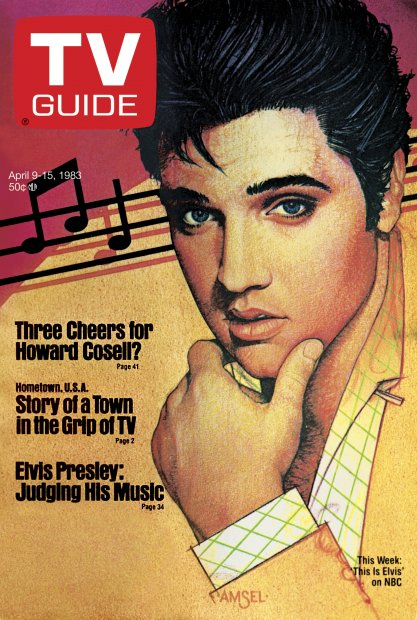 TV
GUIDE
®
April 9-15, 1983
50¢
Three Cheers for
Howard Cosell?
Page 41
Hometown, U.S.A.
Story of a Town
in the Grip of TV
Page 2
Elvis Presley:
Judging His Music
Page 34
This Week:
'This Is Elvis'
on NBC
AMSEL